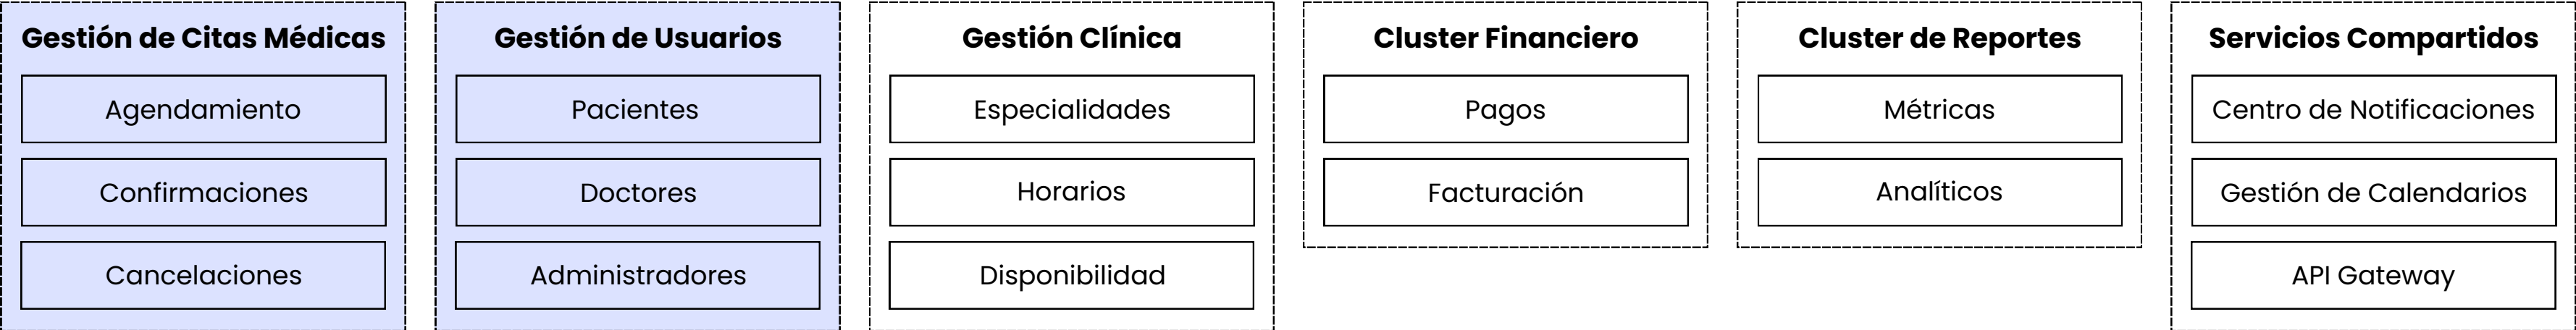 Gestión de Citas Médicas
Agendamiento
Confirmaciones
Cancelaciones
Gestión de Usuarios
Pacientes
Doctores
Administradores
Gestión Clínica
Especialidades
Horarios
Disponibilidad
Cluster Financiero
Pagos
Facturación
Cluster de Reportes
Métricas
Analíticos
Servicios Compartidos
Centro de Notificaciones
Gestión de Calendarios
API Gateway